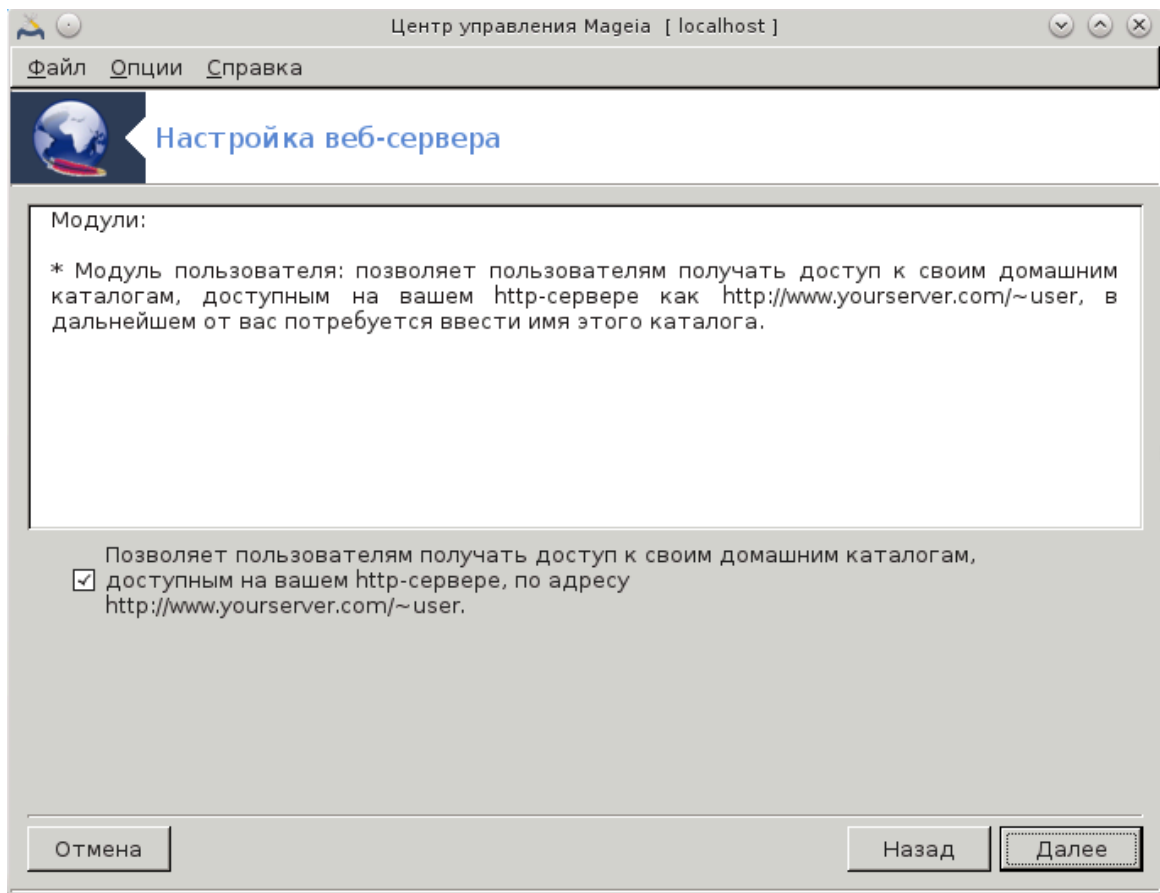 Центр управления Mageia [ localhost ]
Файл Опции Справка
Настройка веб-сервера
Модули:
* Модуль пользователя: позволяет пользователям получать доступ к своим домашним
каталогам, доступным на вашем http-сервере как http://www.yourserver.com/~user, в
дальнейшем от вас потребуется ввести имя этого каталога.
Позволяет пользователям получать доступ к своим домашним каталогам,
доступным на вашем http-сервере, по адресу
http://www.yourserver.com/~user.
Отмена Назад Далее